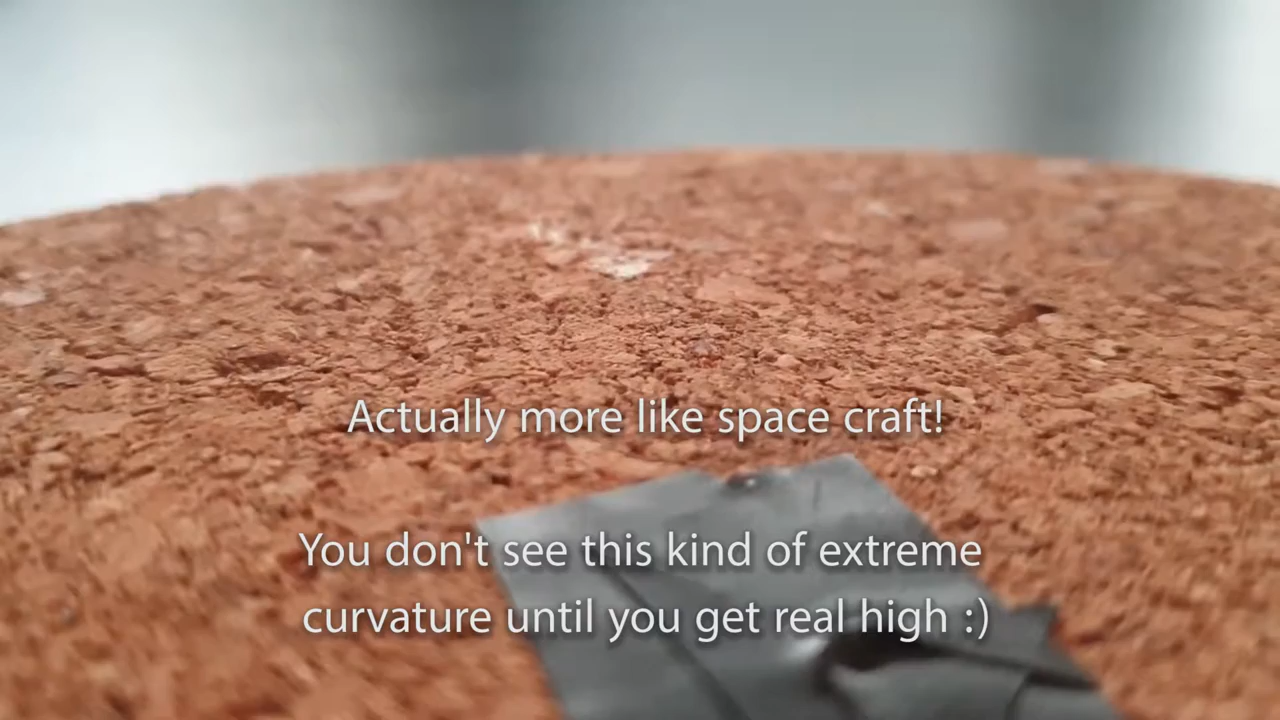 Actually more like space craft!
You don't see this kind of extreme
curvature until you get real high :)